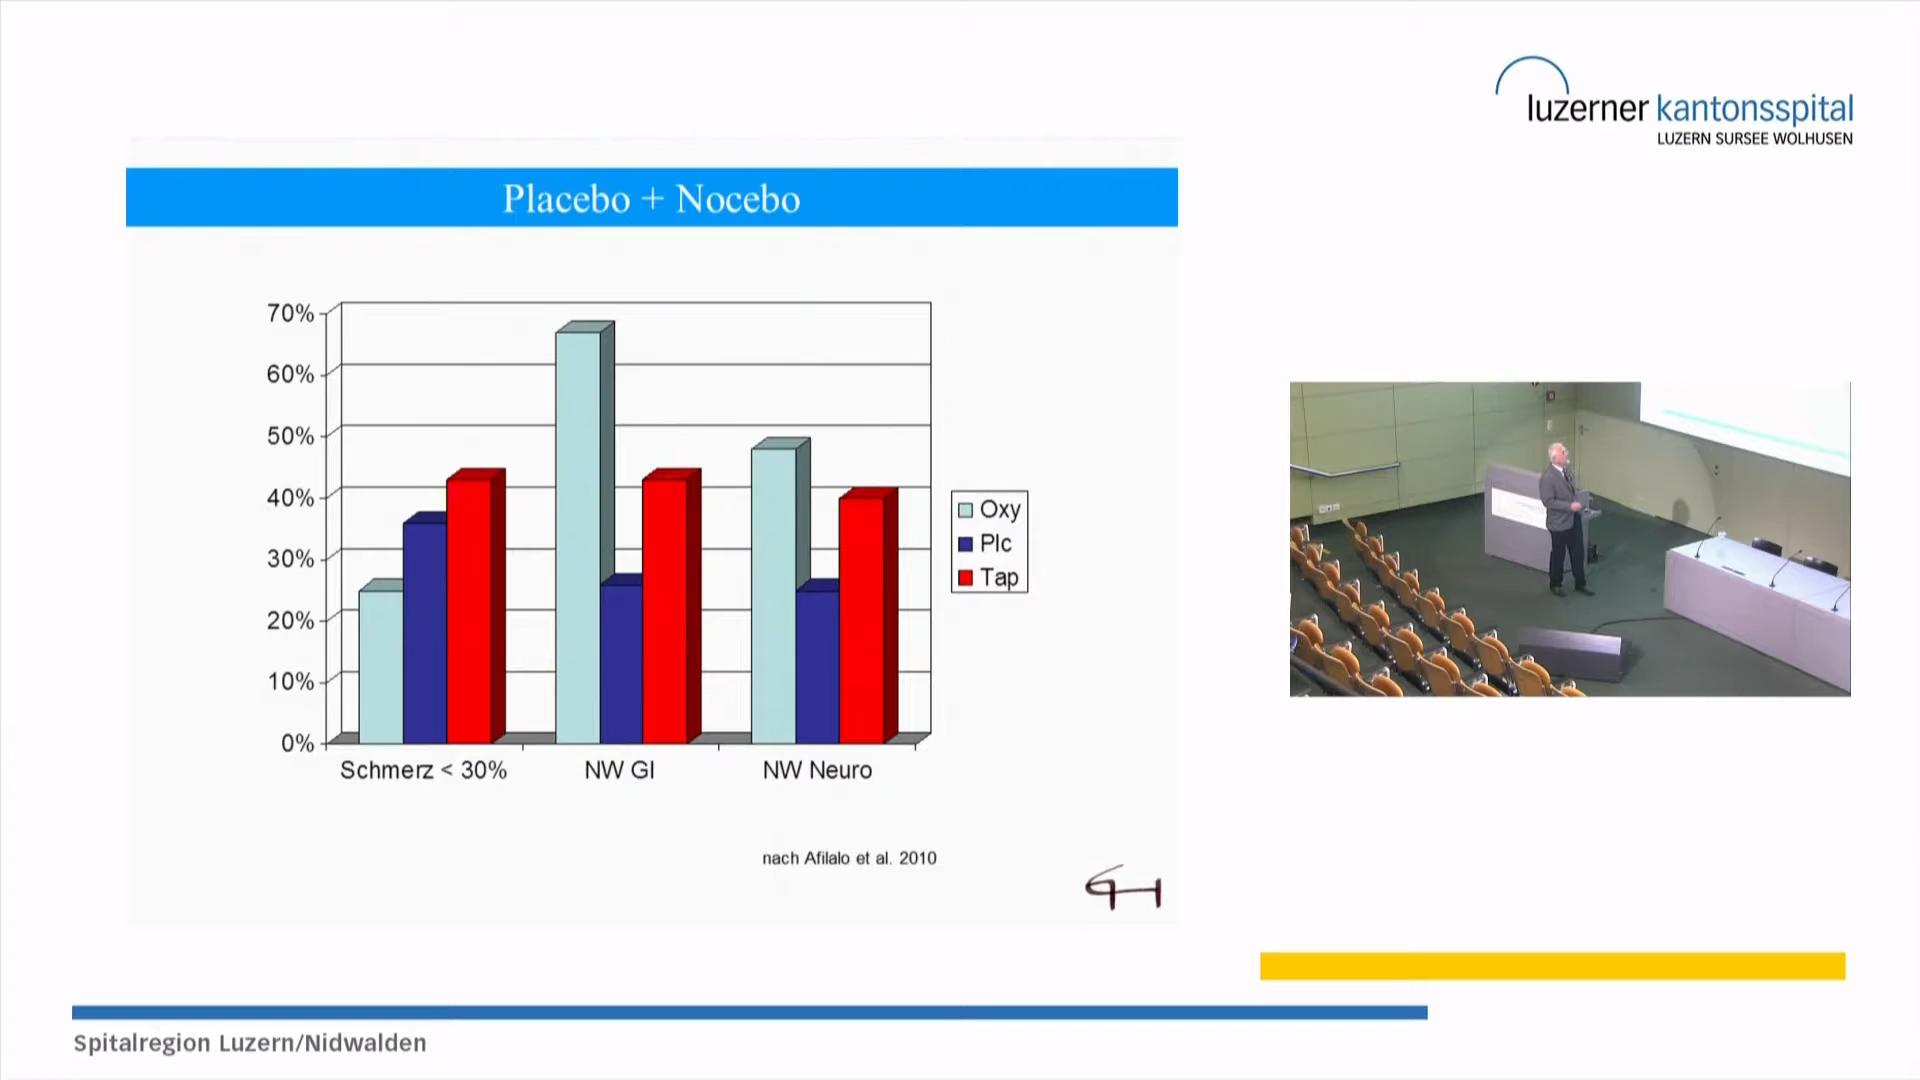 luzerner kantonsspital
LUZERN SURSEE WOLHUSEN
Placebo + Nocebo
70%
60%
50%
40%
30%
20%
10%
0%
Schmerz < 30%
NW GI
NW Neuro
Oxy
Plc
Tap
nach Afilalo et al. 2010
Spitalregion Luzern/Nidwalden